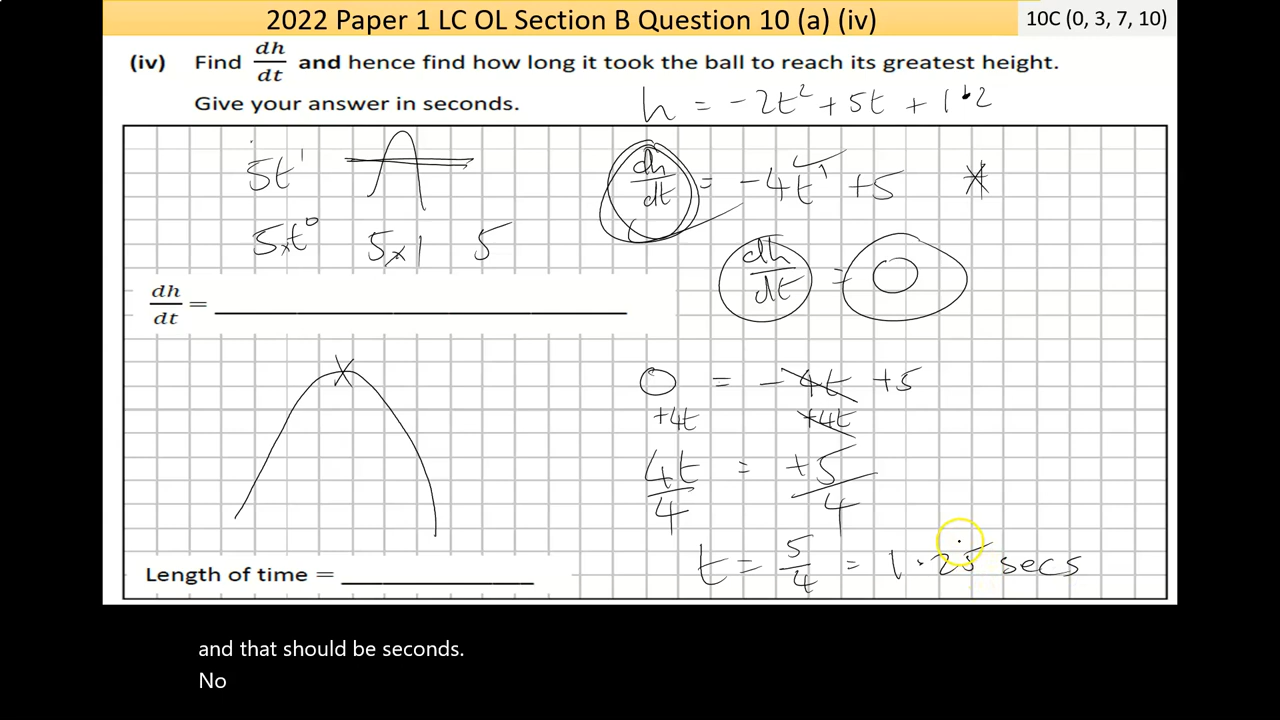 2022 Paper 1 LC OL Section B Question 10 (a) (iv)
10C (0, 3, 7, 10)
(iv) Find dh/dt and hence find how long it took the ball to reach its greatest height.
Give your answer in seconds.
h = -2t² + 5t + 1·2
5t¹
dh/dt = -4t¹ + 5 *
5×t⁰ 5×1 5
dh/dt = 0
dh/dt =
0 = -4t +5
+4t +4t
4t/4 = +5/4
t = 5/4 = 1.25 secs
Length of time =
and that should be seconds.
No